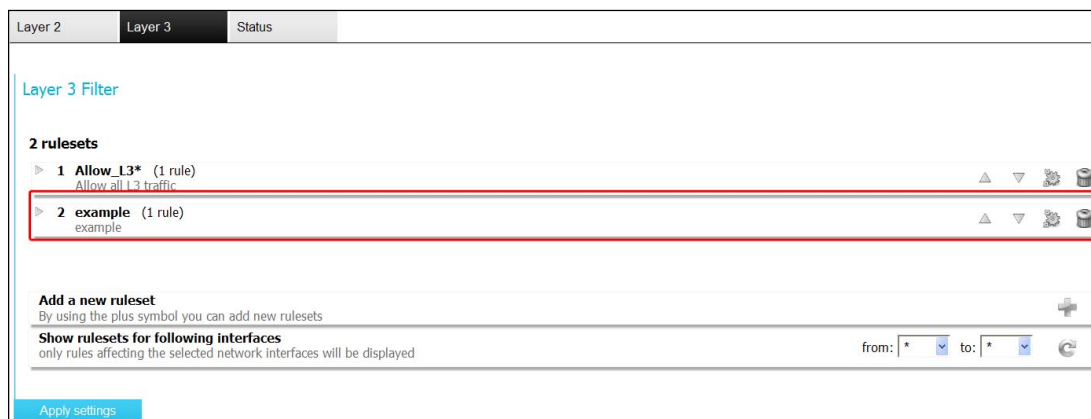 Layer 2 Layer 3 Status
Layer 3 Filter
2 rulesets
1 Allow_L3* (1 rule)
Allow all L3 traffic
2 example (1 rule)
example
Add a new ruleset
By using the plus symbol you can add new rulesets
Show rulesets for following interfaces
only rules affecting the selected network interfaces will be displayed
from: * to: *
Apply settings